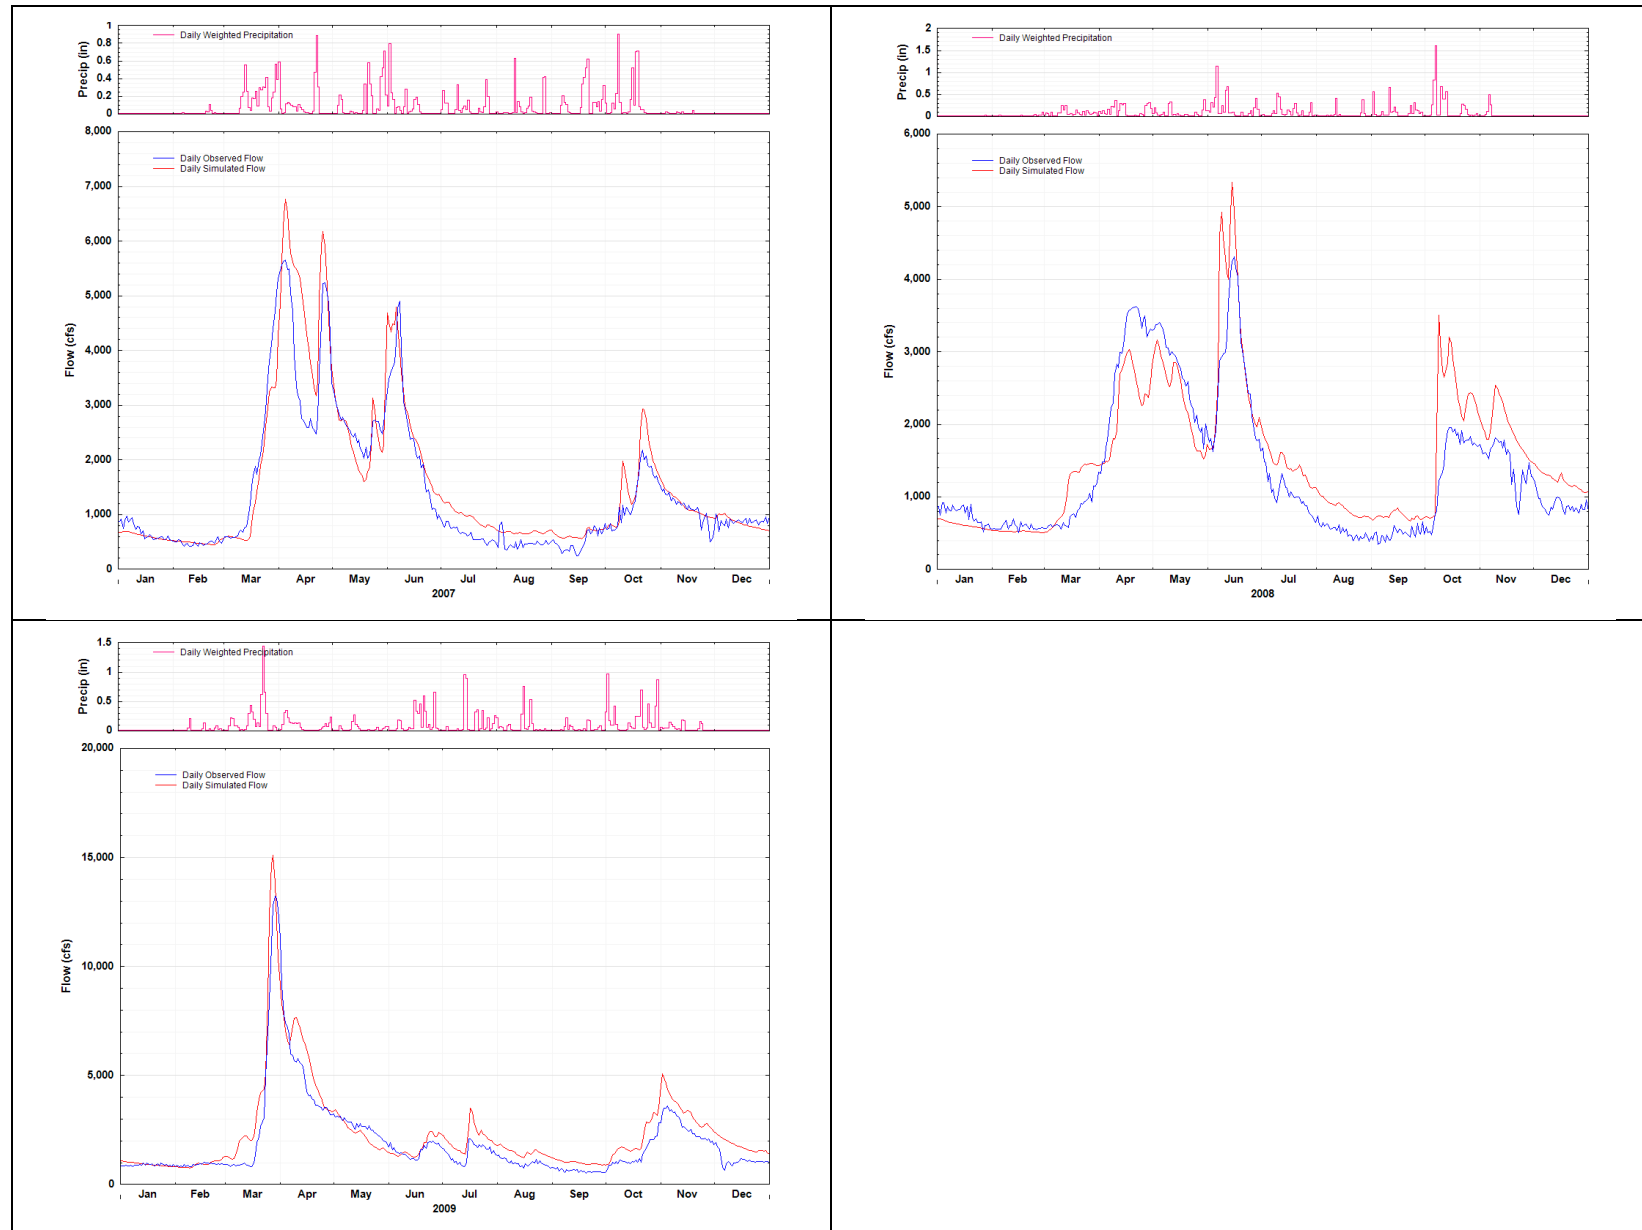 Precip (in)
1
0.8
0.6
0.4
0.2
0
Daily Weighted Precipitation
Flow (cfs)
8,000
7,000
6,000
5,000
4,000
3,000
2,000
1,000
0
Daily Observed Flow
Daily Simulated Flow
Jan Feb Mar Apr May Jun Jul Aug Sep Oct Nov Dec
2007
Precip (in)
2
1.5
1
0.5
0
Daily Weighted Precipitation
Flow (cfs)
6,000
5,000
4,000
3,000
2,000
1,000
0
Daily Observed Flow
Daily Simulated Flow
Jan Feb Mar Apr May Jun Jul Aug Sep Oct Nov Dec
2008
Precip (in)
1.5
1
0.5
0
Daily Weighted Precipitation
Flow (cfs)
20,000
15,000
10,000
5,000
0
Daily Observed Flow
Daily Simulated Flow
Jan Feb Mar Apr May Jun Jul Aug Sep Oct Nov Dec
2009